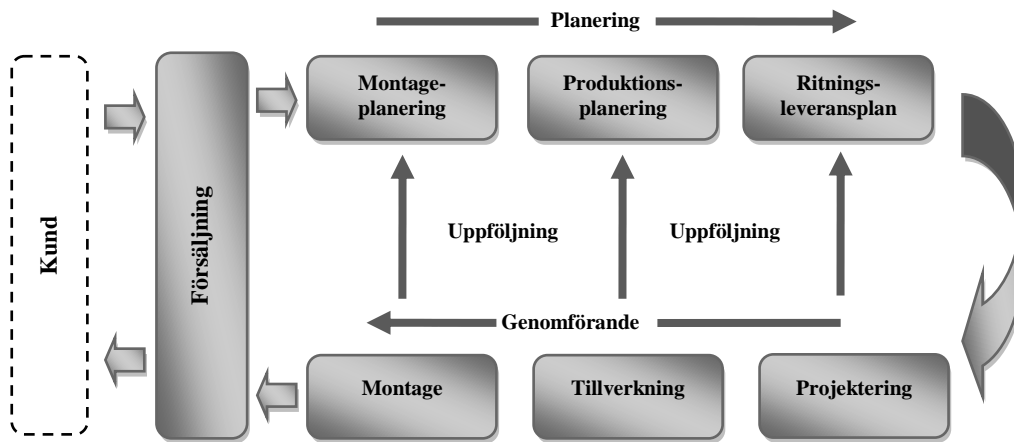 Planering
Montage-
planering
Produktions-
planering
Ritnings-
leveransplan
Kund
Försäljning
Uppföljning
Uppföljning
Genomförande
Montage
Tillverkning
Projektering